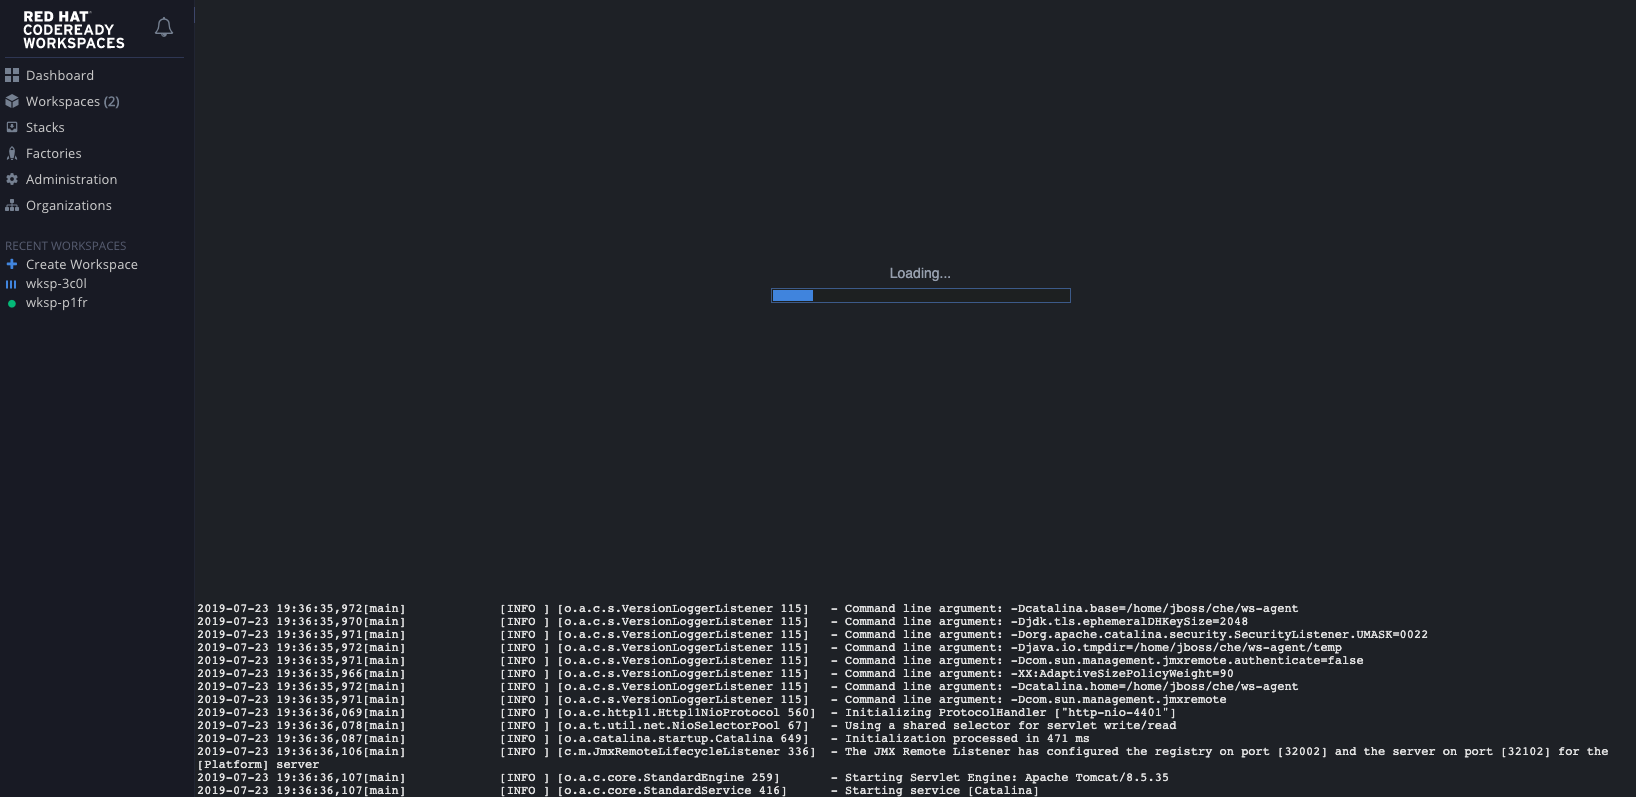 RED HAT
CODEREADY
WORKSPACES
Dashboard
Workspaces (2)
Stacks
Factories
Administration
Organizations
RECENT WORKSPACES
Create Workspace
wksp-3c0l
wksp-p1fr
Loading...
2019-07-23 19:36:35,972[main] [INFO ] [o.a.c.s.VersionLoggerListener 115] - Command line argument: -Dcatalina.base=/home/jboss/che/ws-agent
2019-07-23 19:36:35,970[main] [INFO ] [o.a.c.s.VersionLoggerListener 115] - Command line argument: -Djdk.tls.ephemeralDHKeySize=2048
2019-07-23 19:36:35,971[main] [INFO ] [o.a.c.s.VersionLoggerListener 115] - Command line argument: -Dorg.apache.catalina.security.SecurityListener.UMASK=0022
2019-07-23 19:36:35,972[main] [INFO ] [o.a.c.s.VersionLoggerListener 115] - Command line argument: -Djava.io.tmpdir=/home/jboss/che/ws-agent/temp
2019-07-23 19:36:35,971[main] [INFO ] [o.a.c.s.VersionLoggerListener 115] - Command line argument: -Dcom.sun.management.jmxremote.authenticate=false
2019-07-23 19:36:35,966[main] [INFO ] [o.a.c.s.VersionLoggerListener 115] - Command line argument: -XX:AdaptiveSizePolicyWeight=90
2019-07-23 19:36:35,972[main] [INFO ] [o.a.c.s.VersionLoggerListener 115] - Command line argument: -Dcatalina.home=/home/jboss/che/ws-agent
2019-07-23 19:36:35,971[main] [INFO ] [o.a.c.s.VersionLoggerListener 115] - Command line argument: -Dcom.sun.management.jmxremote
2019-07-23 19:36:36,069[main] [INFO ] [o.a.c.http11.Http11NioProtocol 560] - Initializing ProtocolHandler ["http-nio-4401"]
2019-07-23 19:36:36,078[main] [INFO ] [o.a.t.util.net.NioSelectorPool 67] - Using a shared selector for servlet write/read
2019-07-23 19:36:36,087[main] [INFO ] [o.a.catalina.startup.Catalina 649] - Initialization processed in 471 ms
2019-07-23 19:36:36,106[main] [INFO ] [c.m.JmxRemoteLifecycleListener 336] - The JMX Remote Listener has configured the registry on port [32002] and the server on port [32102] for the
[Platform] server
2019-07-23 19:36:36,107[main] [INFO ] [o.a.c.core.StandardEngine 259] - Starting Servlet Engine: Apache Tomcat/8.5.35
2019-07-23 19:36:36,107[main] [INFO ] [o.a.c.core.StandardService 416] - Starting service [Catalina]